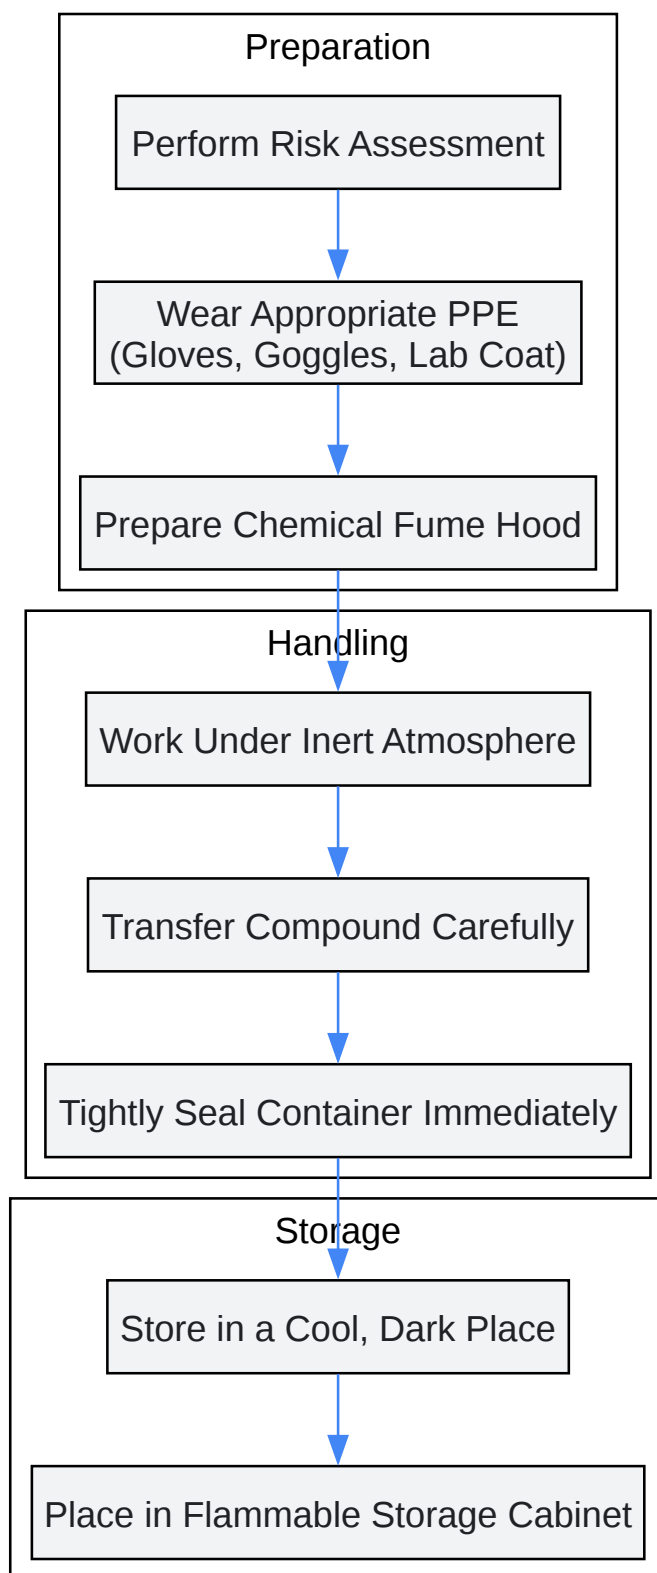 Preparation
Perform Risk Assessment
Wear Appropriate PPE
(Gloves, Goggles, Lab Coat)
Prepare Chemical Fume Hood
Handling
Work Under Inert Atmosphere
Transfer Compound Carefully
Tightly Seal Container Immediately
Storage
Store in a Cool, Dark Place
Place in Flammable Storage Cabinet